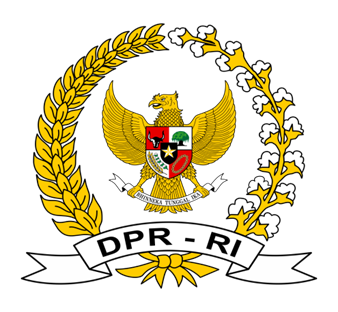 BHINNEKA TUNGGAL IKA
DPR - RI